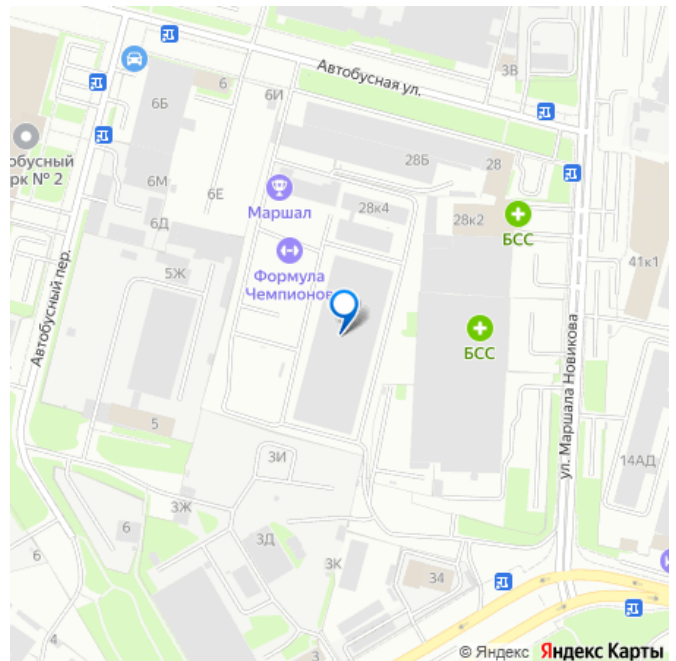 Автобусная ул.
3В
6
6И
6Б
обусный
рк № 2
28Б
28
6М
6Е
Маршал
28к4
28к2
БСС
6Д
41к1
Формула
Чемпионов
5Ж
Автобусный пер.
БСС
ул. Маршала Новикова
5
3И
14АД
3Ж
6
3Д
6
3К
34
4
3
© Яндекс Яндекс Карты